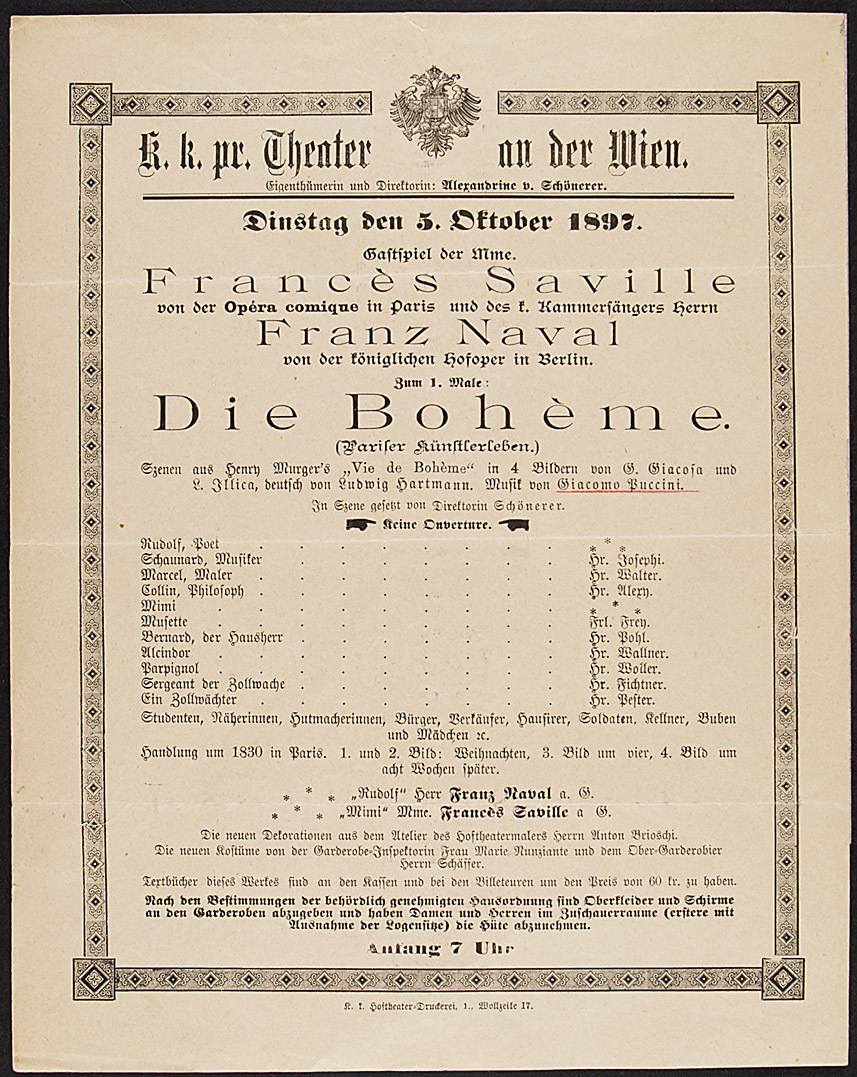 K. k. pr. Theater an der Wien.
Eigenthümerin und Direktorin: Alexandrine v. Schönerer.
Dinstag den 5. Oktober 1897.
Gastspiel der Mme.
Francès Saville
von der Opéra comique in Paris und des k. Kammersängers Herrn
Franz Naval
von der königlichen Hofoper in Berlin.
Zum 1. Male:
Die Bohème.
(Pariser Künstlerleben.)
Szenen aus Henry Murger's „Vie de Bohème“ in 4 Bildern von G. Giacosa und
L. Illica, deutsch von Ludwig Hartmann. Musik von Giacomo Puccini.
In Szene gesetzt von Direktorin Schönerer.
Keine Ouverture.
Rudolf, Poet . . . . . . . . * * *
Schaunard, Musiker . . . . . . . Hr. Josephi.
Marcel, Maler . . . . . . . . Hr. Walter.
Collin, Philosoph . . . . . . . . Hr. Alexy.
Mimi . . . . . . . . . * * *
Musette . . . . . . . . . Frl. Frey.
Bernard, der Hausherr . . . . . . . Hr. Pohl.
Alcindor . . . . . . . . . Hr. Wallner.
Parpignol . . . . . . . . . Hr. Woller.
Sergeant der Zollwache . . . . . . . Hr. Fichtner.
Ein Zollwächter . . . . . . . . Hr. Pester.
Studenten, Näherinnen, Hutmacherinnen, Bürger, Verkäufer, Hausirer, Soldaten, Kellner, Buben
und Mädchen ꝛc.
Handlung um 1830 in Paris. 1. und 2. Bild: Weihnachten, 3. Bild um vier, 4. Bild um
acht Wochen später.
* * * „Rudolf“ Herr Franz Naval a. G.
* * * „Mimi“ Mme. Francès Saville a G.
Die neuen Dekorationen aus dem Atelier des Hoftheatermalers Herrn Anton Brioschi.
Die neuen Kostüme von der Garderobe-Inspektorin Frau Marie Nunziante und dem Ober-Garderobier
Herrn Schäffer.
Textbücher dieses Werkes sind an den Kassen und bei den Billeteuren um den Preis von 60 kr. zu haben.
Nach den Bestimmungen der behördlich genehmigten Hausordnung sind Oberkleider und Schirme
an den Garderoben abzugeben und haben Damen und Herren im Zuschauerraume (erstere mit
Ausnahme der Logensitze) die Hüte abzunehmen.
Anfang 7 Uhr
K. k. Hoftheater-Druckerei, 1., Wollzeile 17.